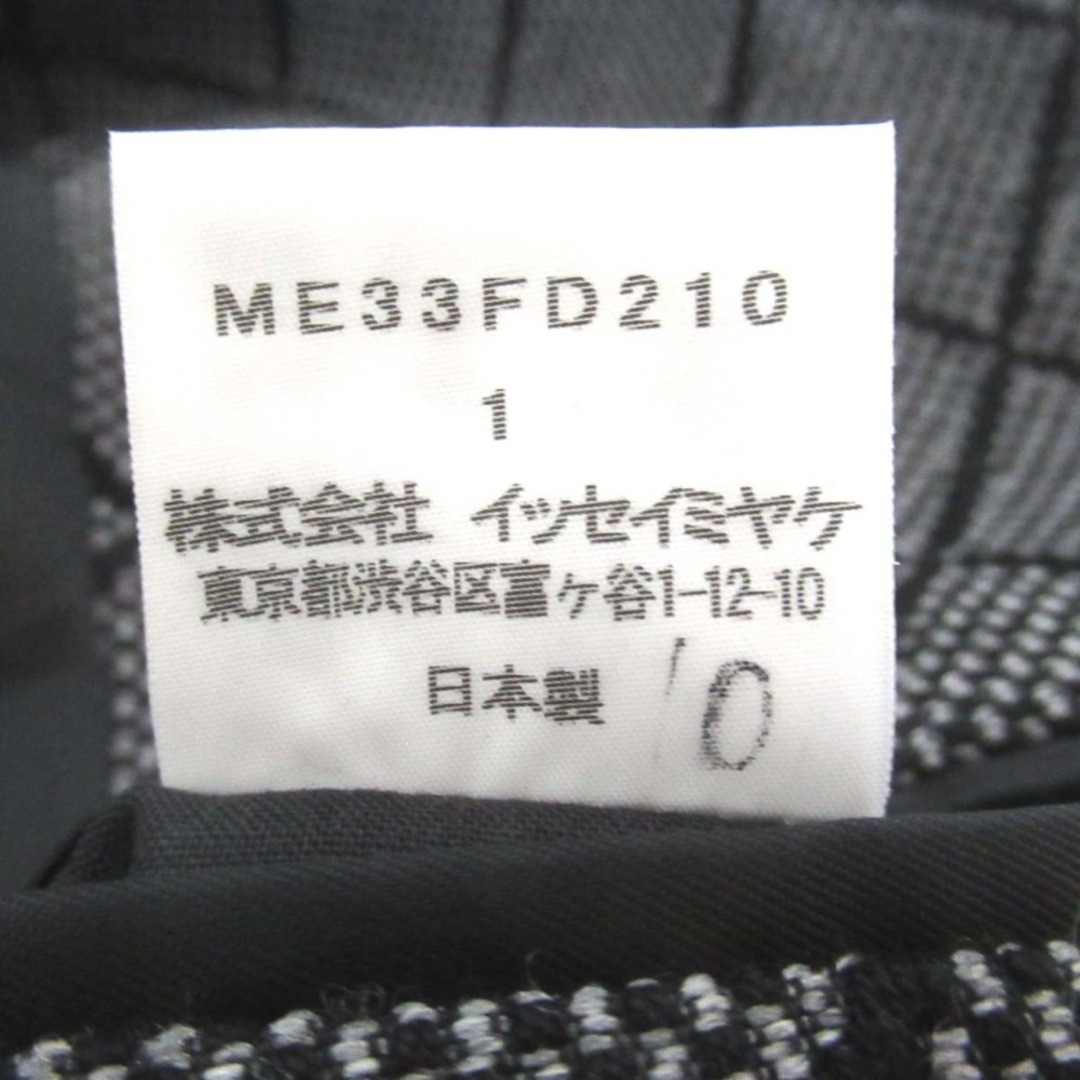 ME33FD210
1
株式会社 イッセイミヤケ
東京都渋谷区富ヶ谷1-12-10
日本製 10